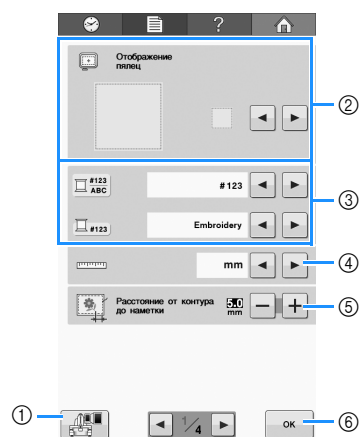 ?
Отображение
пялец
②
#123
ABC
#123
③
#123
Embroidery
mm
④
Расстояние от контура
до наметки
5.0
mm
⑤
①
1/4
OK
⑥